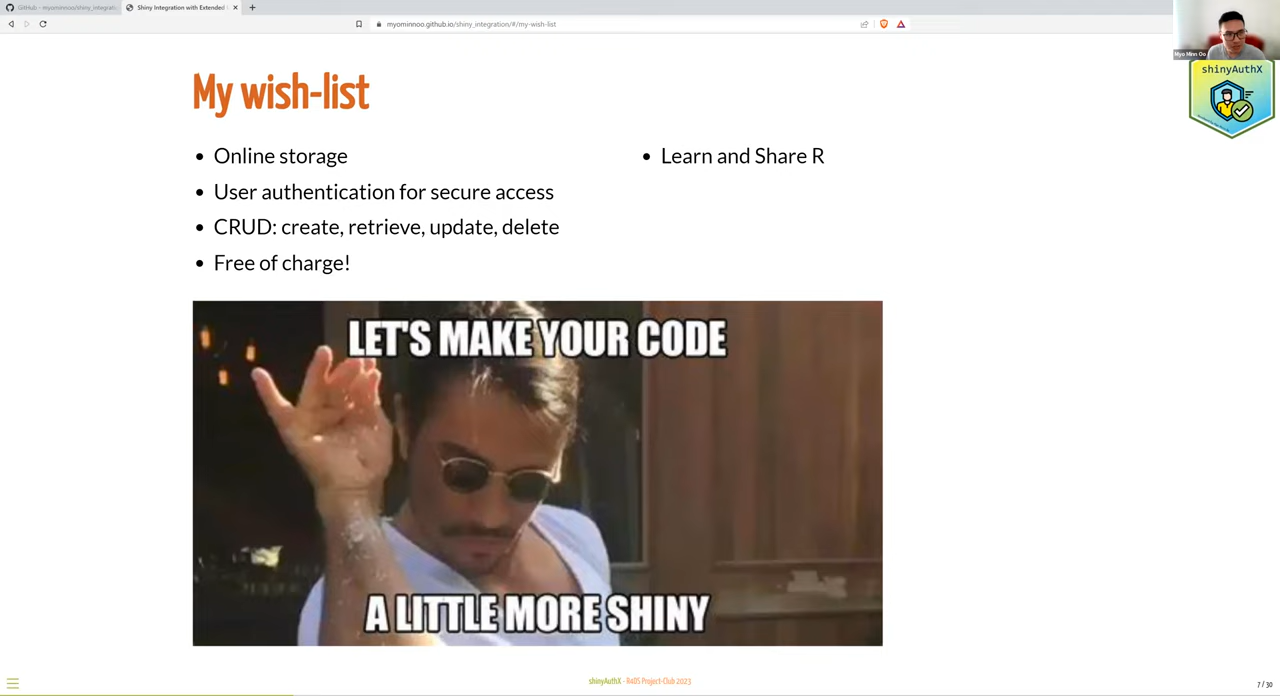 GitHub - myominnoo/shiny_integrati
Shiny Integration with Extended
myominnoo.github.io/shiny_integration/#/my-wish-list
Myo Minn Oo
shinyAuthX
My wish-list
Online storage
User authentication for secure access
CRUD: create, retrieve, update, delete
Free of charge!
Learn and Share R
LET'S MAKE YOUR CODE
A LITTLE MORE SHINY
shinyAuthX - R4DS Project-Club 2023
7 / 30